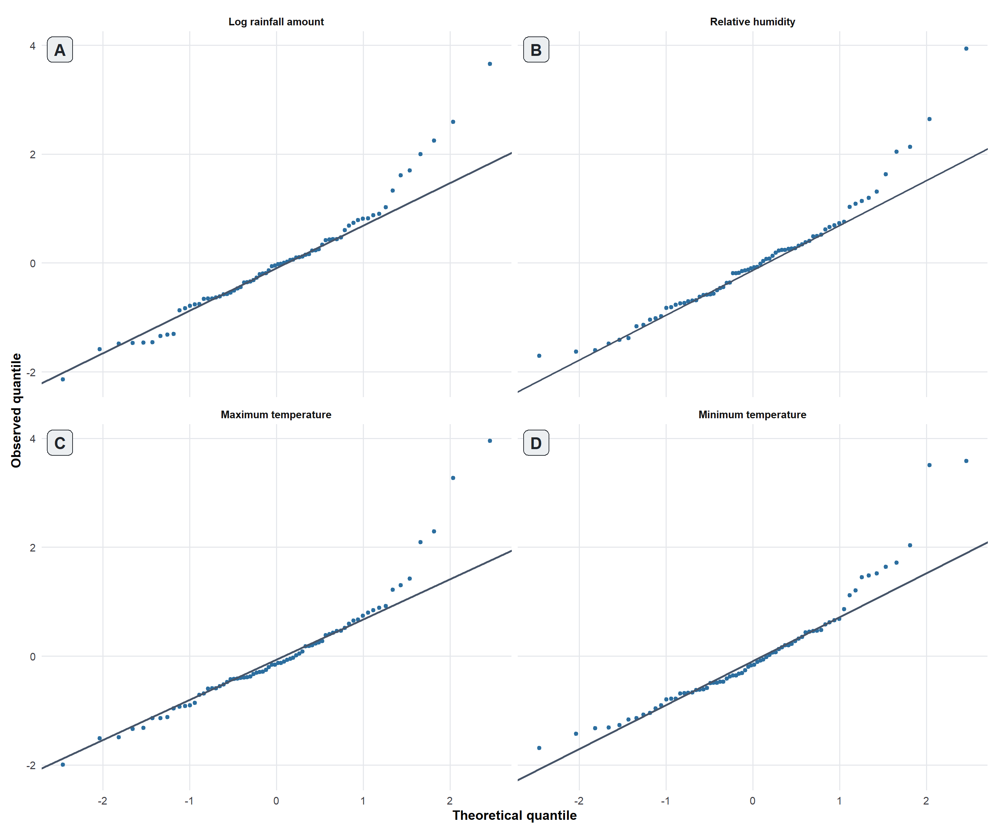 Log rainfall amount
Relative humidity
A
B
4
2
0
-2
Maximum temperature
Minimum temperature
C
D
4
2
0
-2
-2
-1
0
1
2
-2
-1
0
1
2
Observed quantile
Theoretical quantile